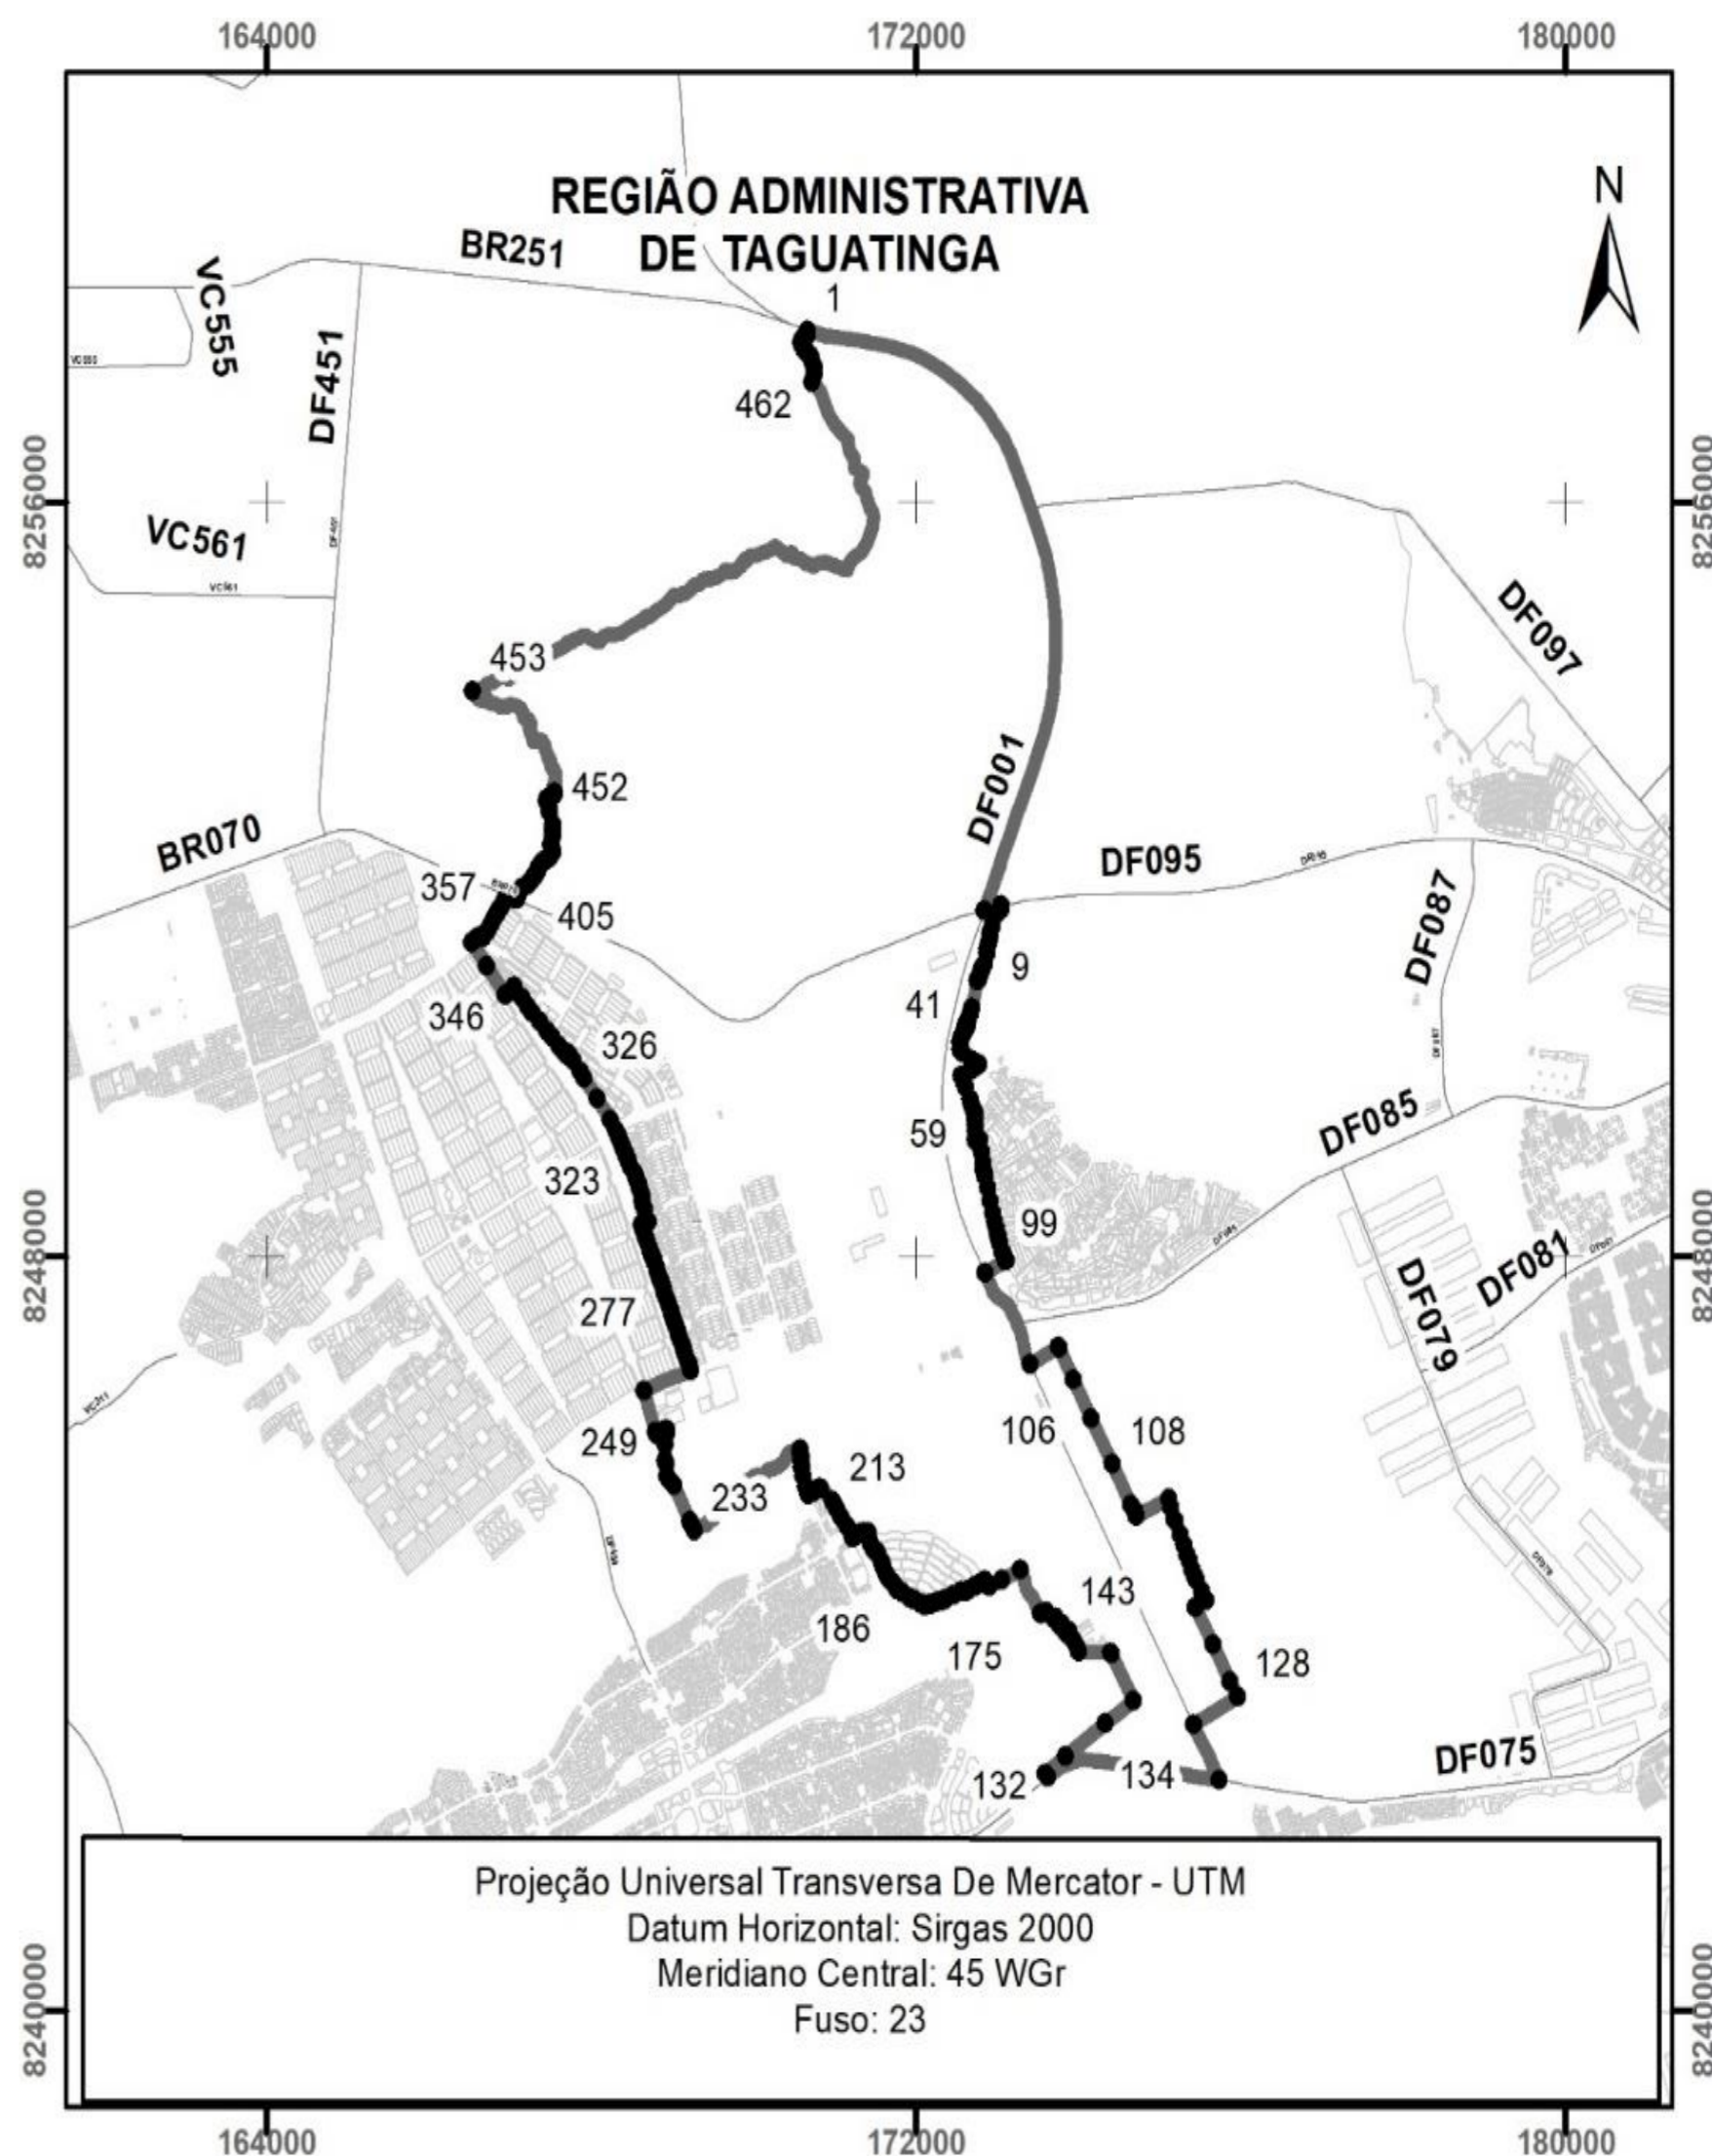 164000
172000
180000
REGIÃO ADMINISTRATIVA
DE TAGUATINGA
N
BR251
VC555
1
DF451
462
8256000
8256000
VC561
VC561
DF097
453
452
DF001
BR070
DF095
DF087
357
405
9
41
346
326
DF085
59
323
99
8248000
8248000
DF081
DF079
277
106
108
249
213
233
143
186
175
128
DF075
132
134
Projeção Universal Transversa De Mercator - UTM
Datum Horizontal: Sirgas 2000
Meridiano Central: 45 WGr
Fuso: 23
8240000
8240000
164000
172000
180000